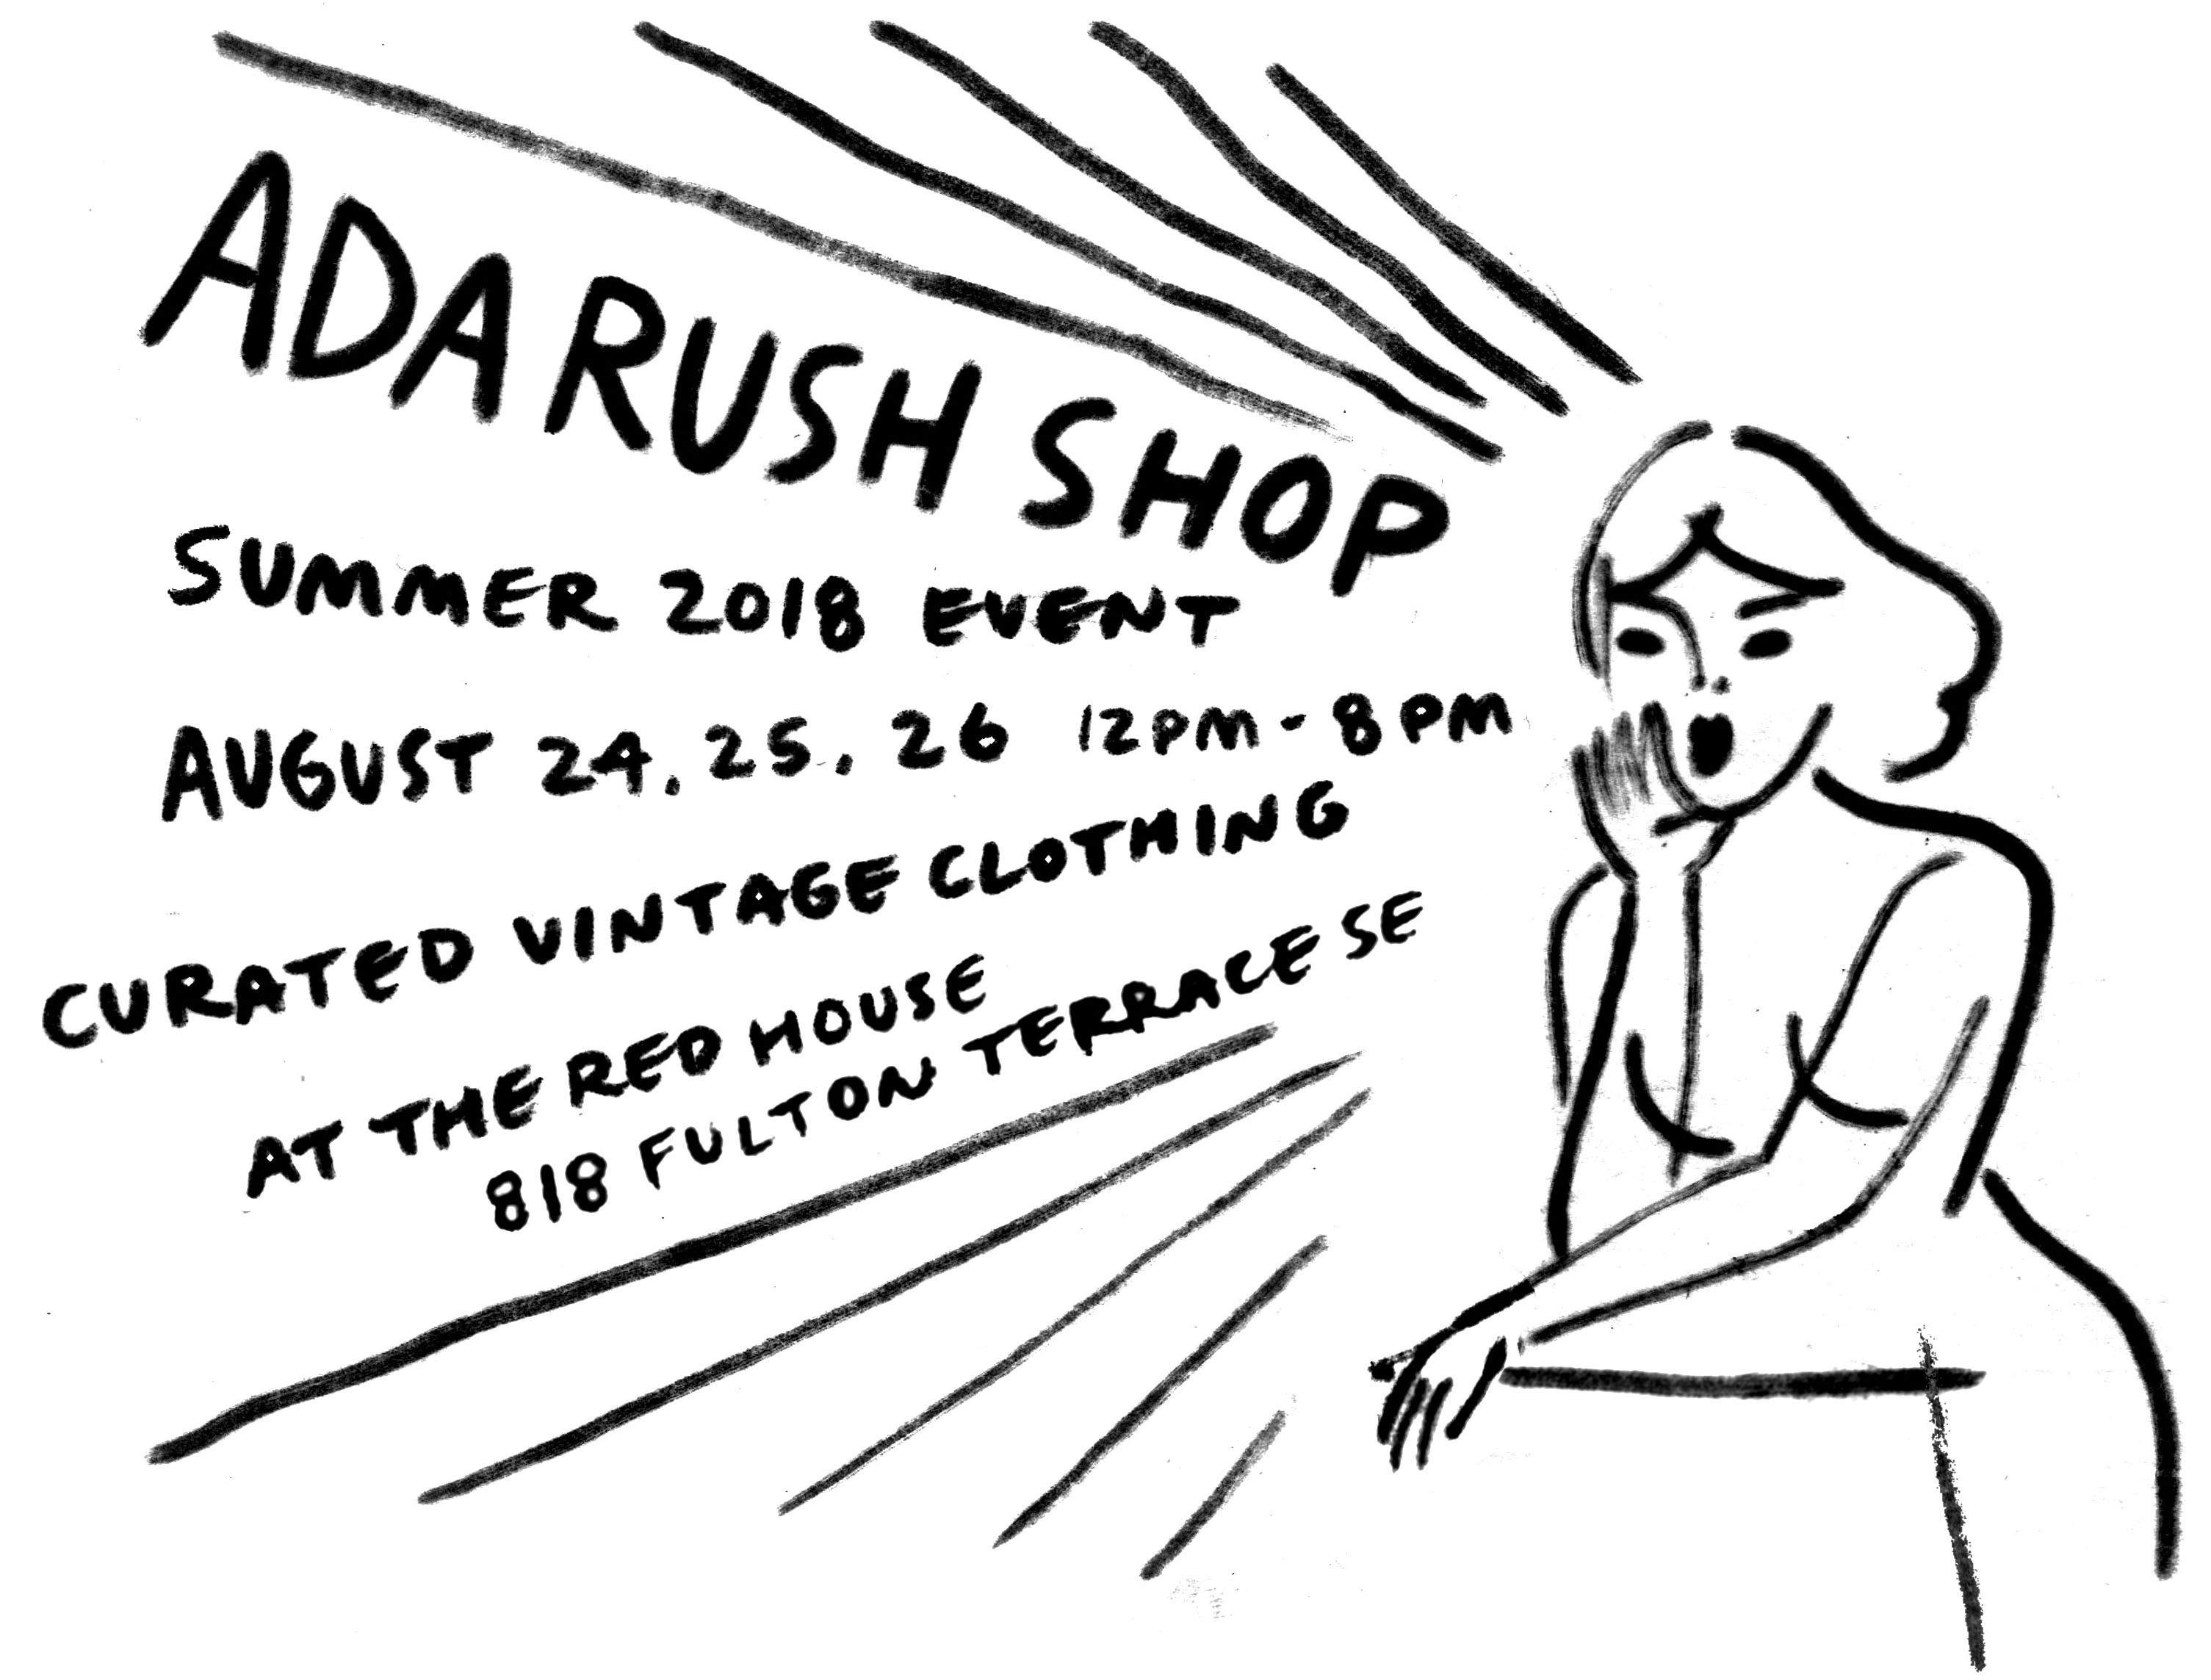 ADA RUSH SHOP
SUMMER 2018 EVENT
AUGUST 24, 25, 26 12PM - 8PM
CURATED VINTAGE CLOTHING
AT THE RED HOUSE
818 FULTON TERRACE SE